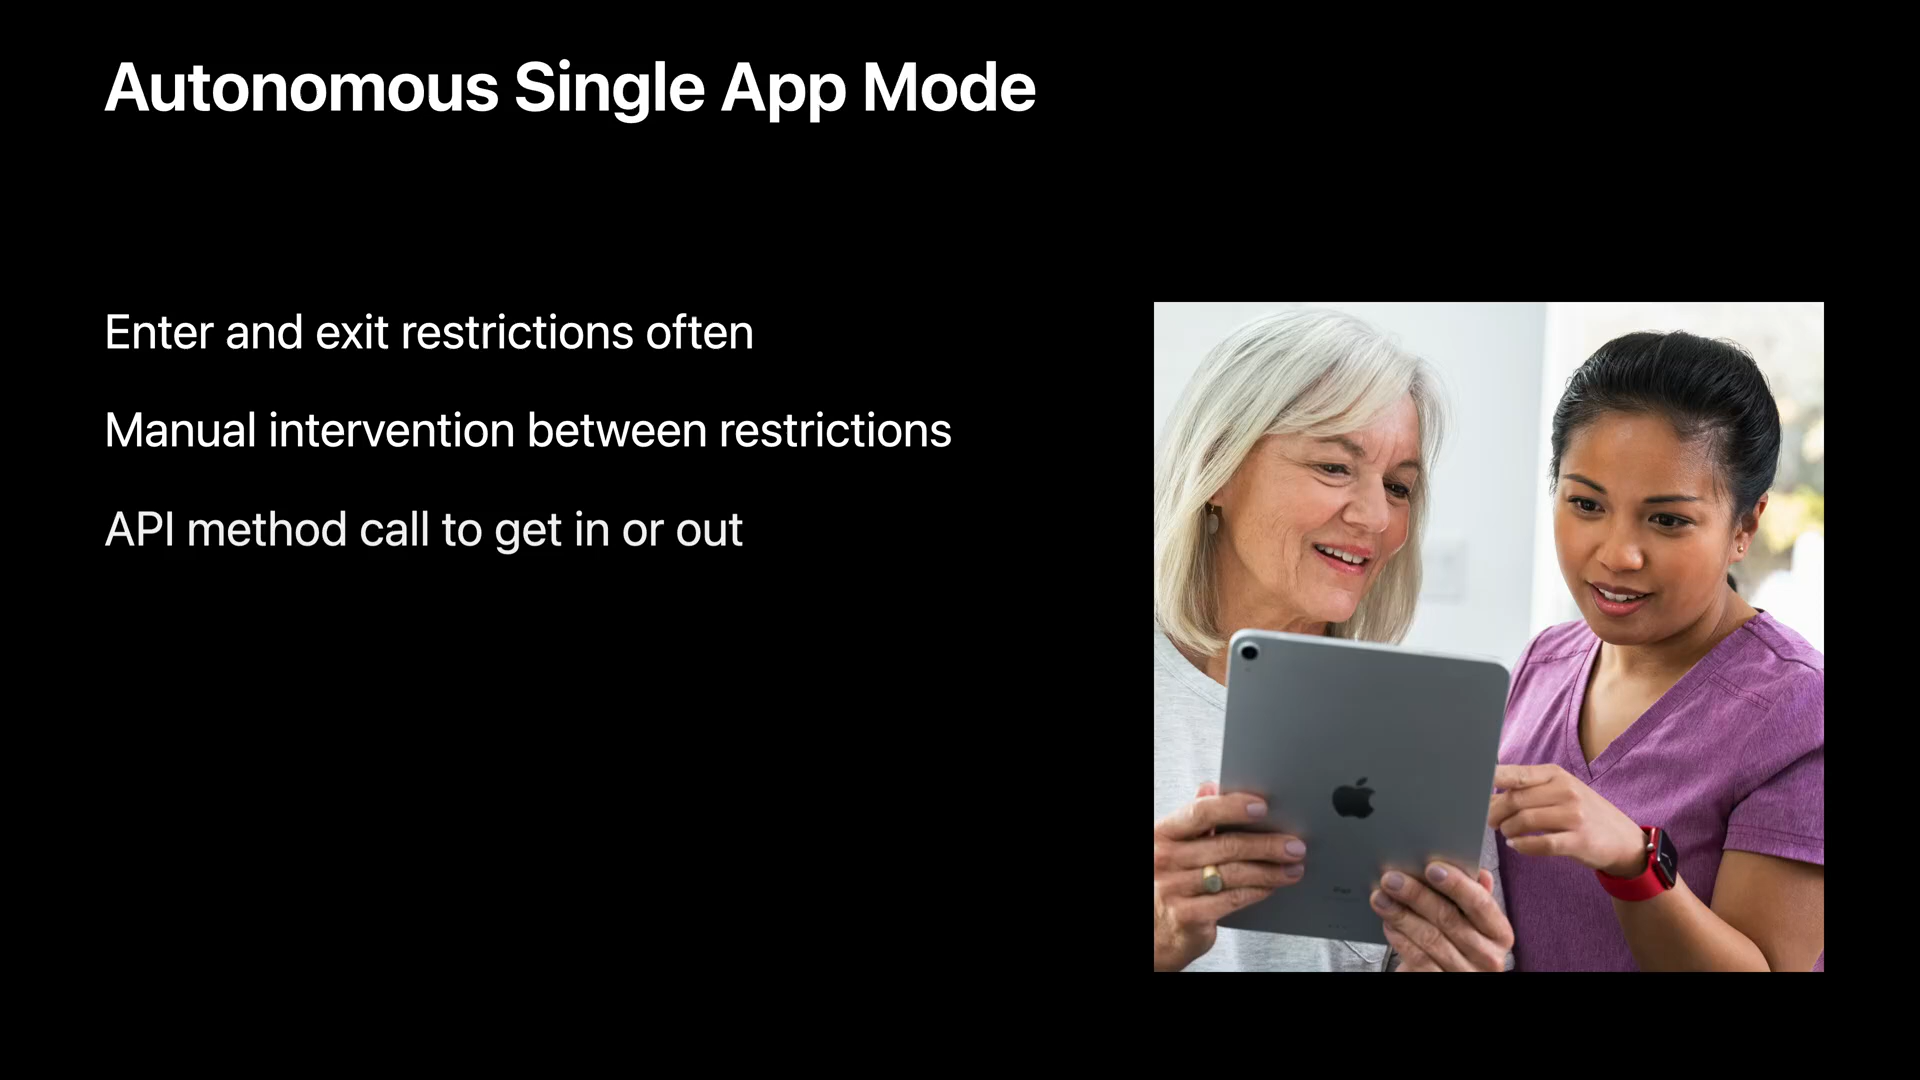 Autonomous Single App Mode
Enter and exit restrictions often
Manual intervention between restrictions
API method call to get in or out